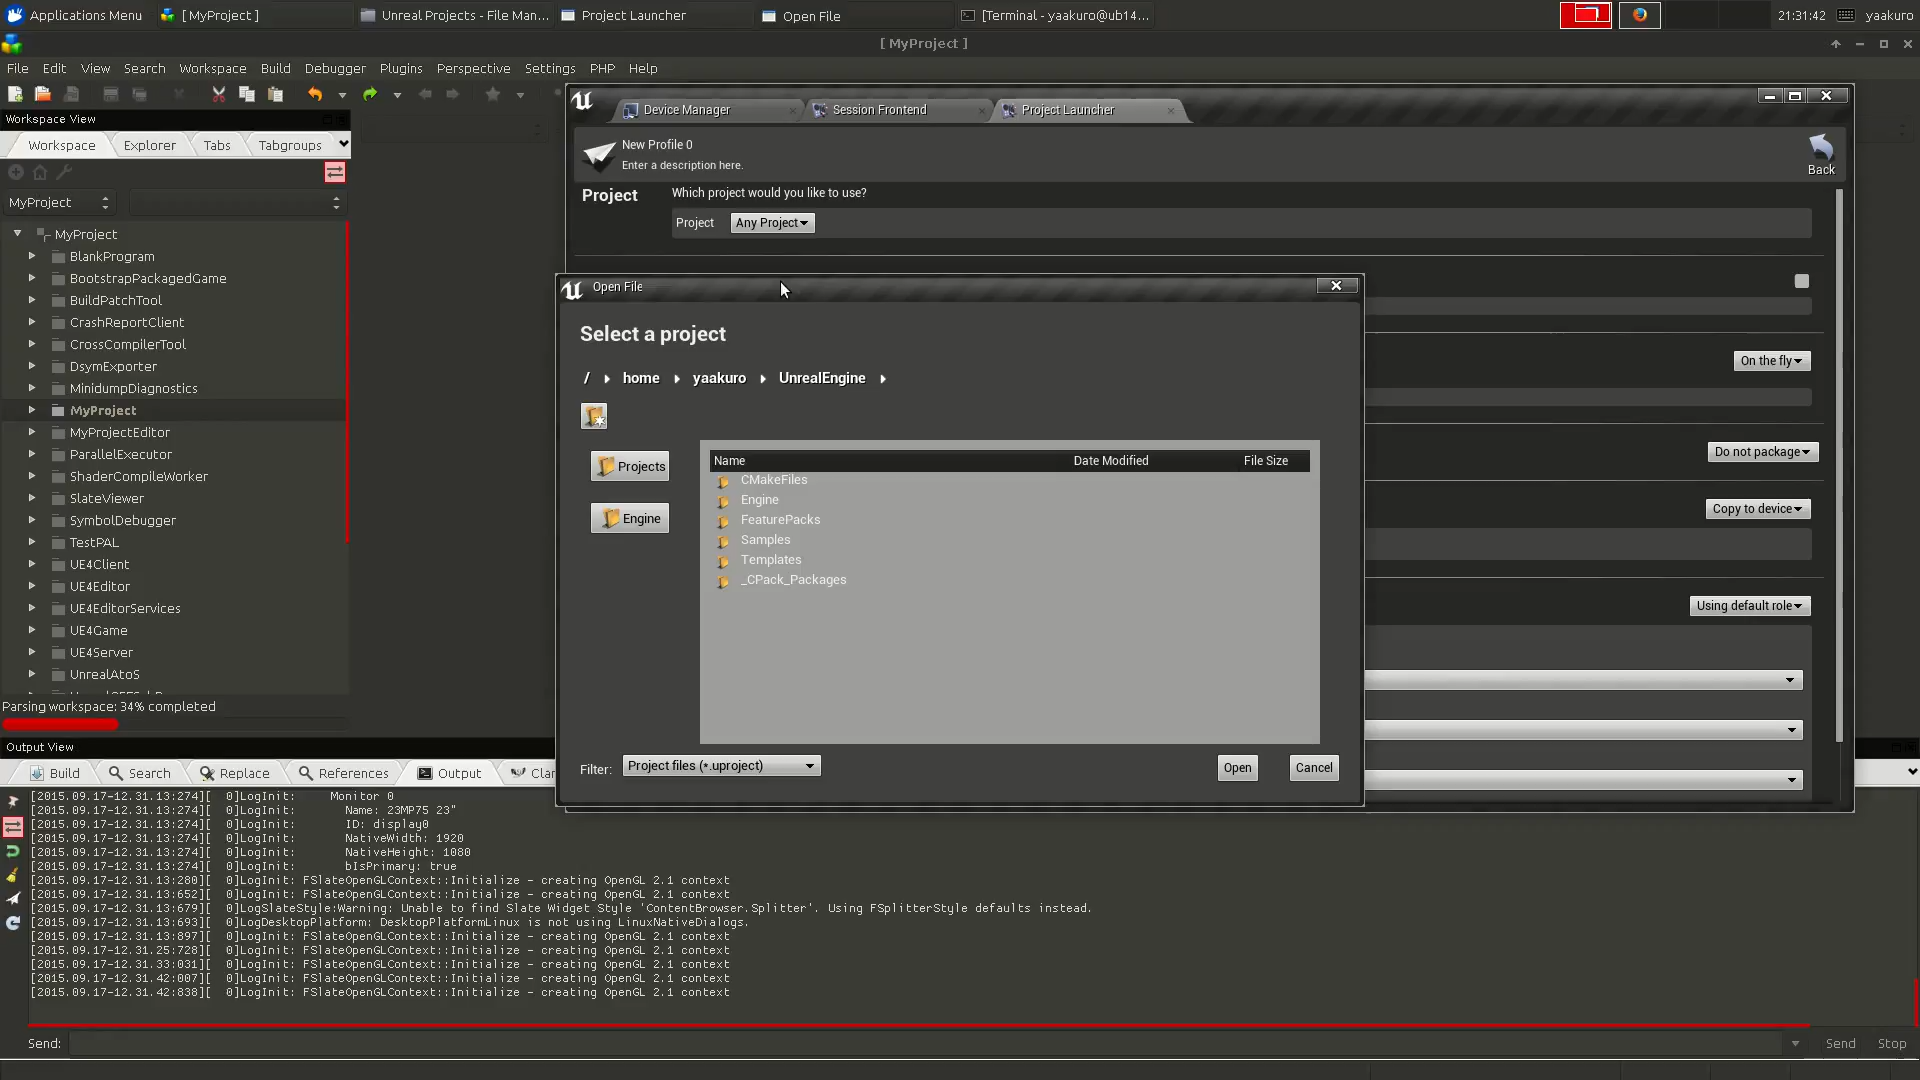 Applications Menu
[ MyProject ]
Unreal Projects - File Man...
Project Launcher
Open File
[Terminal - yaakuro@ub14...
21:31:42
yaakuro
[ MyProject ]
File Edit View Search Workspace Build Debugger Plugins Perspective Settings PHP Help
Workspace View
Workspace Explorer Tabs Tabgroups
MyProject
MyProject
BlankProgram
BootstrapPackagedGame
BuildPatchTool
CrashReportClient
CrossCompilerTool
DsymExporter
MinidumpDiagnostics
MyProject
MyProjectEditor
ParallelExecutor
ShaderCompileWorker
SlateViewer
SymbolDebugger
TestPAL
UE4Client
UE4Editor
UE4EditorServices
UE4Game
UE4Server
UnrealAtoS
Parsing workspace: 34% completed
Device Manager
Session Frontend
Project Launcher
New Profile 0
Enter a description here.
Back
Project
Which project would you like to use?
Project Any Project
On the fly
Do not package
Copy to device
Using default role
Open File
Select a project
/ home yaakuro UnrealEngine
Projects
Engine
Name Date Modified File Size
CMakeFiles
Engine
FeaturePacks
Samples
Templates
_CPack_Packages
Filter: Project files (*.uproject)
Open
Cancel
Output View
Build Search Replace References Output Clan
[2015.09.17-12.31.13:274][  0]LogInit:     Monitor 0
[2015.09.17-12.31.13:274][  0]LogInit:       Name: 23MP75 23"
[2015.09.17-12.31.13:274][  0]LogInit:       ID: display0
[2015.09.17-12.31.13:274][  0]LogInit:       NativeWidth: 1920
[2015.09.17-12.31.13:274][  0]LogInit:       NativeHeight: 1080
[2015.09.17-12.31.13:274][  0]LogInit:       bIsPrimary: true
[2015.09.17-12.31.13:280][  0]LogInit: FSlateOpenGLContext::Initialize - creating OpenGL 2.1 context
[2015.09.17-12.31.13:652][  0]LogInit: FSlateOpenGLContext::Initialize - creating OpenGL 2.1 context
[2015.09.17-12.31.13:679][  0]LogSlateStyle:Warning: Unable to find Slate Widget Style 'ContentBrowser.Splitter'. Using FSplitterStyle defaults instead.
[2015.09.17-12.31.13:693][  0]LogDesktopPlatform: DesktopPlatformLinux is not using LinuxNativeDialogs.
[2015.09.17-12.31.13:897][  0]LogInit: FSlateOpenGLContext::Initialize - creating OpenGL 2.1 context
[2015.09.17-12.31.25:728][  0]LogInit: FSlateOpenGLContext::Initialize - creating OpenGL 2.1 context
[2015.09.17-12.31.33:031][  0]LogInit: FSlateOpenGLContext::Initialize - creating OpenGL 2.1 context
[2015.09.17-12.31.42:007][  0]LogInit: FSlateOpenGLContext::Initialize - creating OpenGL 2.1 context
[2015.09.17-12.31.42:838][  0]LogInit: FSlateOpenGLContext::Initialize - creating OpenGL 2.1 context
Send:
Send
Stop